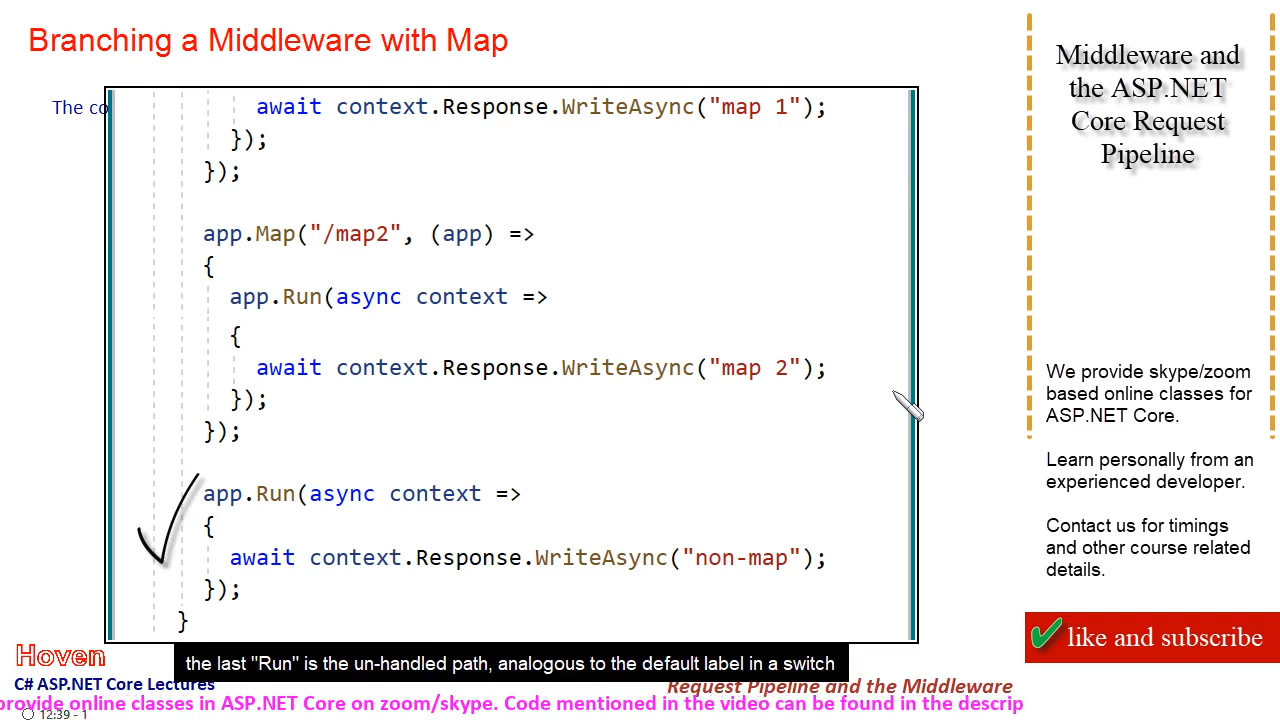 Branching a Middleware with Map
The co
await context.Response.WriteAsync("map 1");
});
});
app.Map("/map2", (app) =>
{
app.Run(async context =>
{
await context.Response.WriteAsync("map 2");
});
});
app.Run(async context =>
{
await context.Response.WriteAsync("non-map");
});
}
the last "Run" is the un-handled path, analogous to the default label in a switch
Middleware and
the ASP.NET
Core Request
Pipeline
We provide skype/zoom
based online classes for
ASP.NET Core.
Learn personally from an
experienced developer.
Contact us for timings
and other course related
details.
like and subscribe
Hoven
C# ASP.NET Core Lectures
Request Pipeline and the Middleware
provide online classes in ASP.NET Core on zoom/skype. Code mentioned in the video can be found in the descrip
12:39 - 1